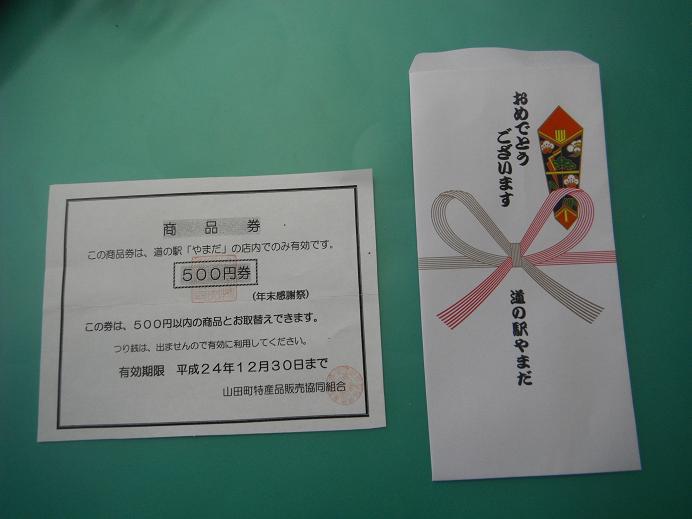 商品券
この商品券は、道の駅「やまだ」の店内でのみ有効です。
500円券
(年末感謝祭)
この券は、500円以内の商品とお取替えできます。
つり銭は、出ませんので有効に利用してください。
有効期限 平成24年12月30日まで
山田町特産品販売協同組合
おめでとう
ございます
道の駅やまだ